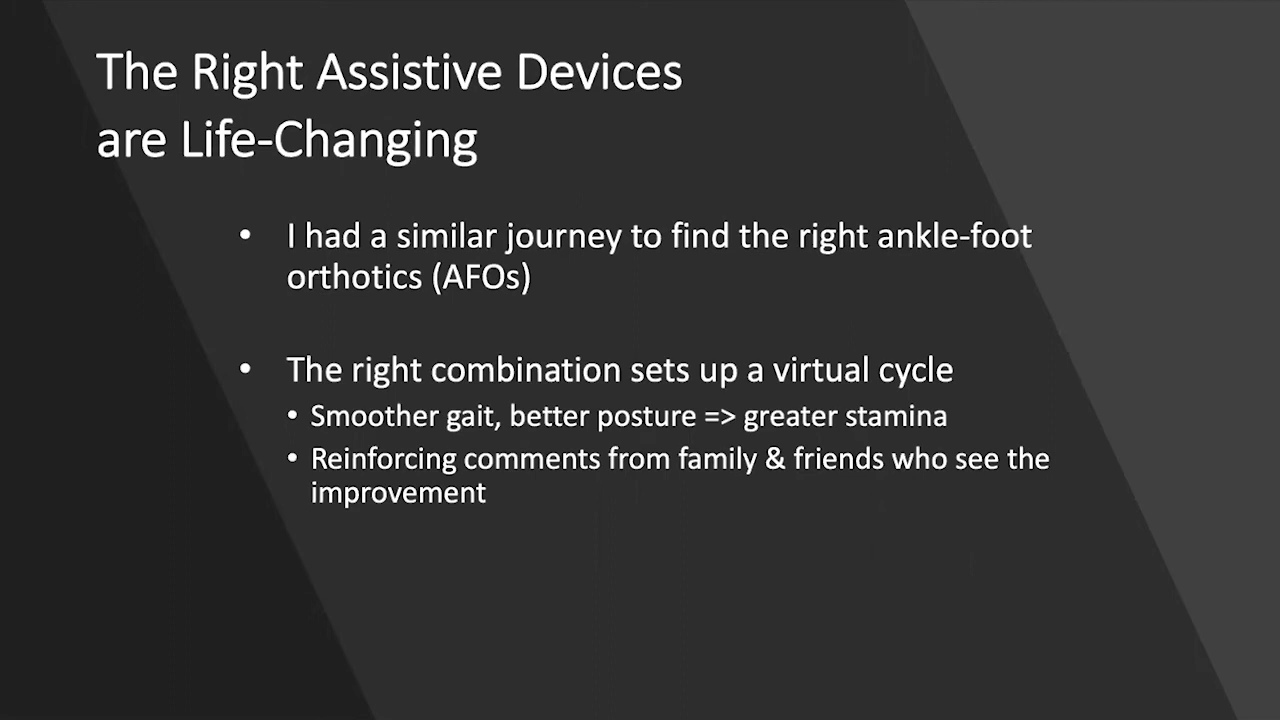 The Right Assistive Devices
are Life-Changing
• I had a similar journey to find the right ankle-foot
orthotics (AFOs)
• The right combination sets up a virtual cycle
• Smoother gait, better posture => greater stamina
• Reinforcing comments from family & friends who see the
improvement